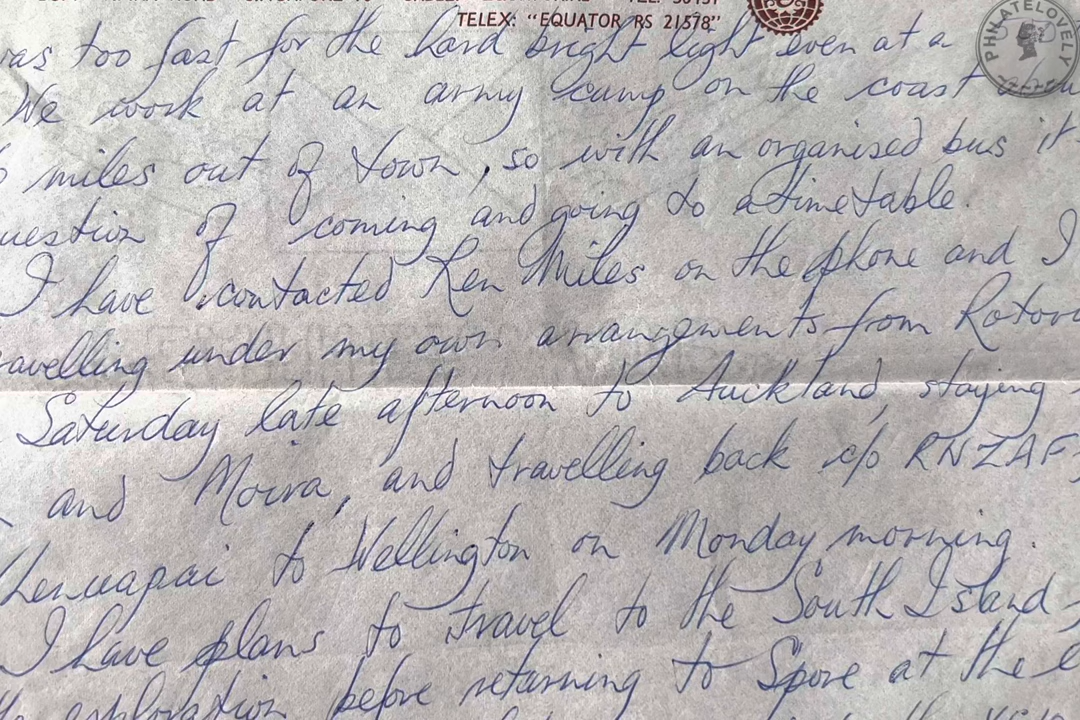 TELEX: "EQUATOR RS 21578"
PHILATELOVELY
was too fast for the hard bright light even at a
We work at an army camp on the coast
miles out of town, so with an organised bus it
question of coming and going to a timetable.
I have contacted Ken Miles on the phone and I
travelling under my own arrangements from
Saturday late afternoon to Auckland, staying
and Moira, and travelling back c/o RNZAF
Whenuapai to Wellington on Monday morning.
I have plans to travel to the South Island
exploration before returning to Spore at the